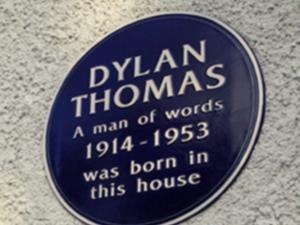 DYLAN
THOMAS
A man of words
1914-1953
was born in
this house